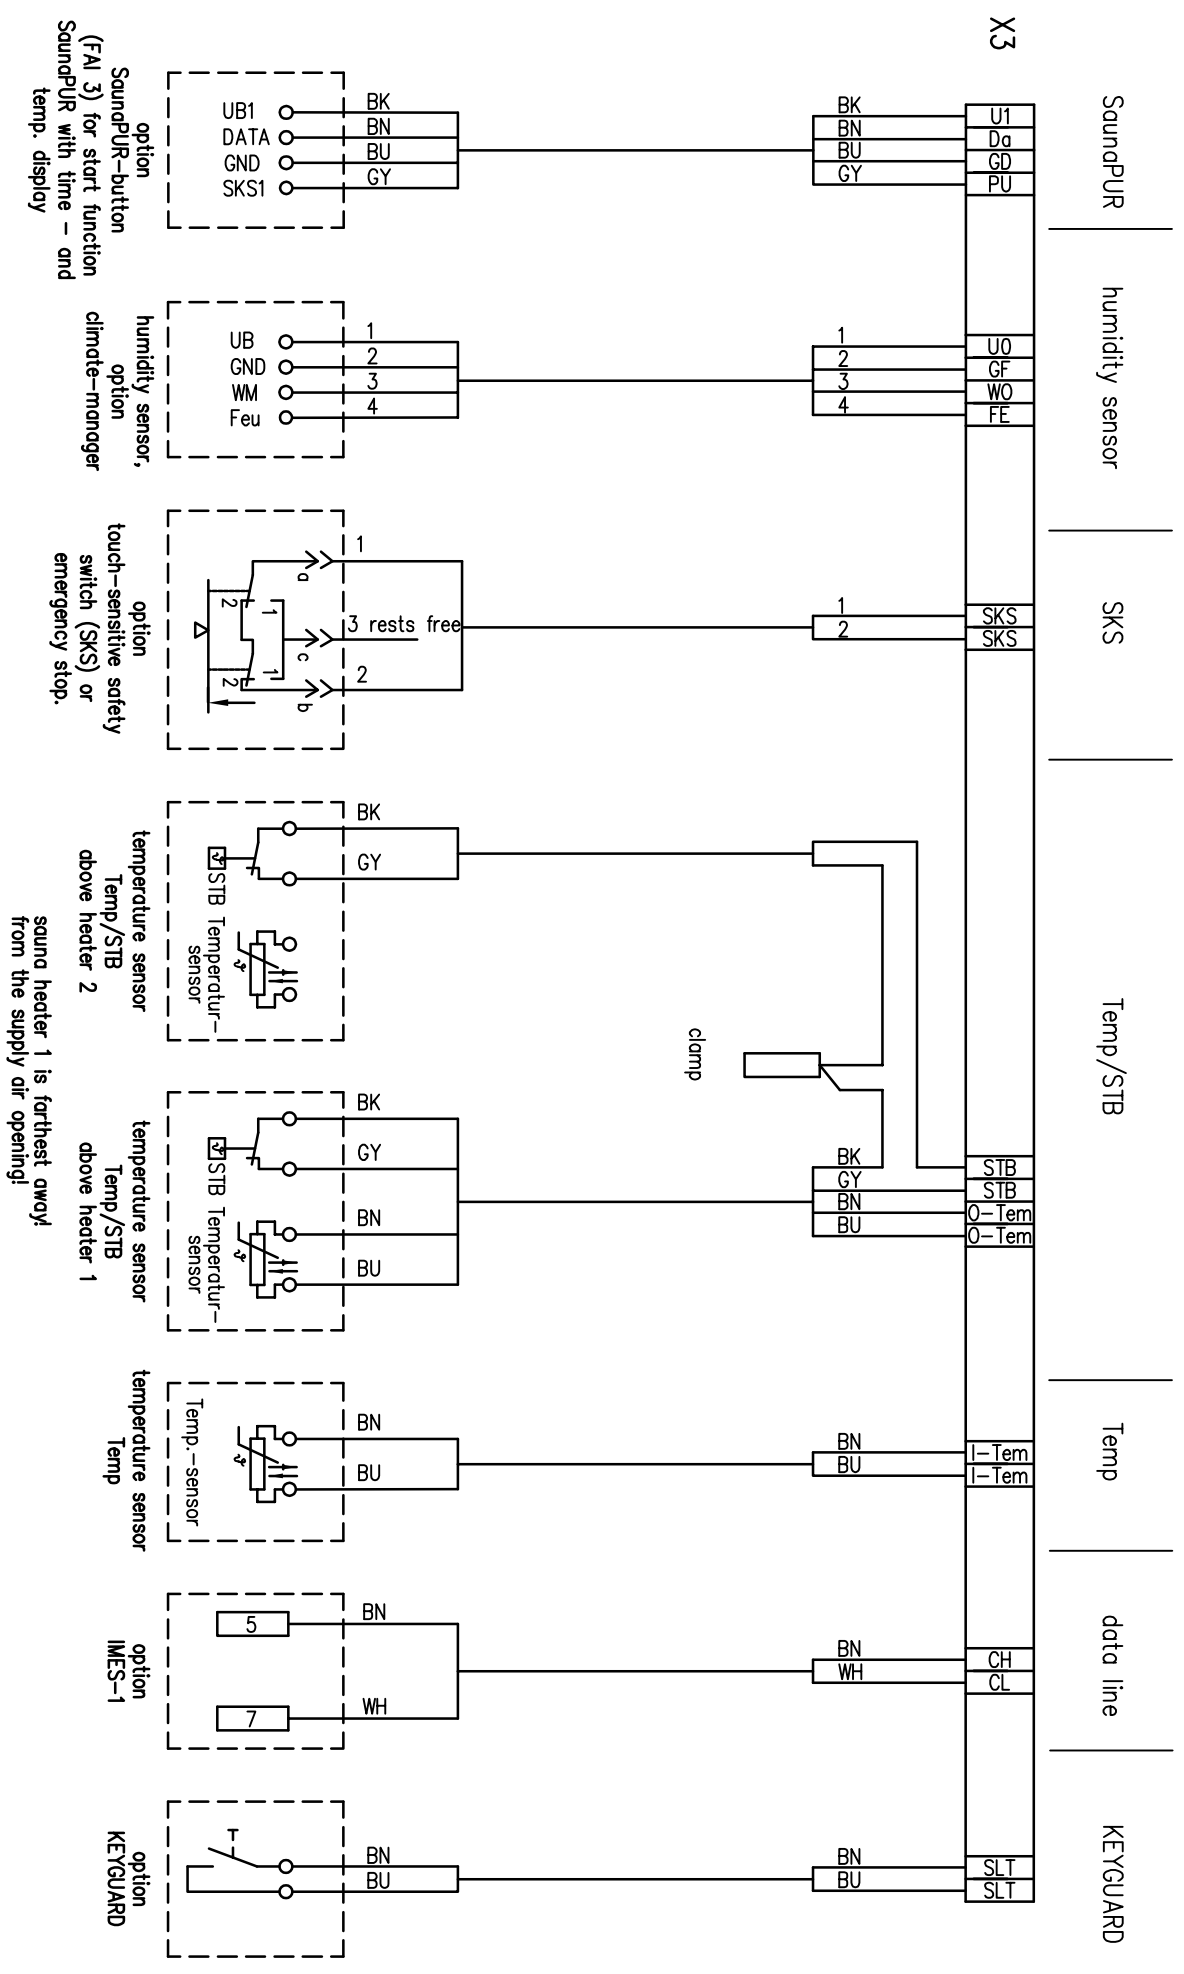 X3
SaunaPUR
BK
BN
BU
GY
U1
Da
GD
PU
BK
BN
BU
GY
UB1
DATA
GND
SKS1
option
SaunaPUR-button
(FAI 3) for start function
SaunaPUR with time - and
temp. display
humidity sensor
1
2
3
4
U0
GF
W0
FE
1
2
3
4
UB
GND
WM
Feu
humidity sensor,
option
climate-manager
SKS
1
2
SKS
SKS
1
3 rests free
2
a
c
b
1
2
1
2
option
touch-sensitive safety
switch (SKS) or
emergency stop.
Temp/STB
BK
GY
STB Temperatur-
sensor
ϑ
ϑ
temperature sensor
Temp/STB
above heater 2
clamp
BK
GY
BN
BU
STB
STB
O-Tem
O-Tem
BK
GY
BN
BU
STB Temperatur-
sensor
ϑ
ϑ
temperature sensor
Temp/STB
above heater 1
sauna heater 1 is farthest away!
from the supply air opening!
Temp
BN
BU
I-Tem
I-Tem
BN
BU
ϑ
Temp.-sensor
temperature sensor
Temp
data line
BN
WH
CH
CL
BN
WH
5
7
option
IMES-1
KEYGUARD
BN
BU
SLT
SLT
BN
BU
option
KEYGUARD